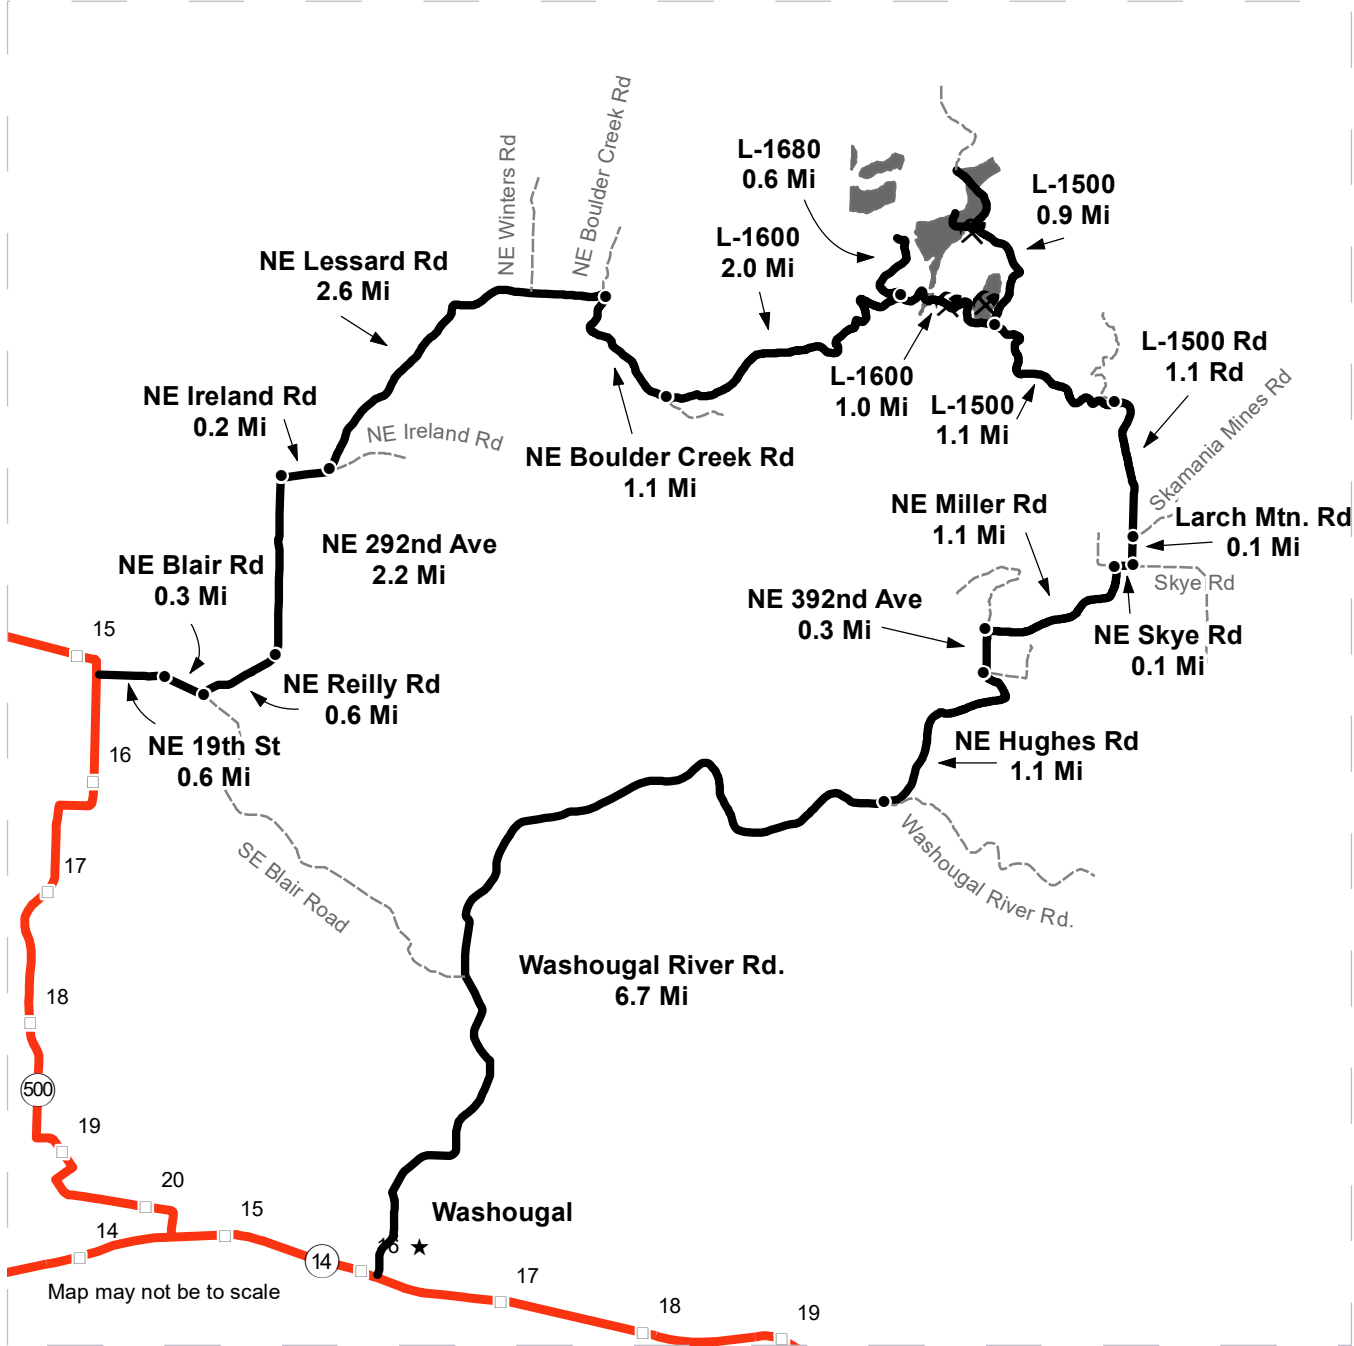 NE Winters Rd
NE Boulder Creek Rd
L-1680
0.6 Mi
L-1500
0.9 Mi
L-1600
2.0 Mi
NE Lessard Rd
2.6 Mi
L-1500 Rd
1.1 Rd
L-1600
1.0 Mi
L-1500
1.1 Mi
Skamania Mines Rd
NE Ireland Rd
0.2 Mi
NE Ireland Rd
NE Boulder Creek Rd
1.1 Mi
NE Miller Rd
1.1 Mi
Larch Mtn. Rd
0.1 Mi
NE 292nd Ave
2.2 Mi
NE Blair Rd
0.3 Mi
Skye Rd
NE 392nd Ave
0.3 Mi
NE Skye Rd
0.1 Mi
15
NE Reilly Rd
0.6 Mi
NE 19th St
0.6 Mi
16
NE Hughes Rd
1.1 Mi
17
SE Blair Road
Washougal River Rd.
Washougal River Rd.
6.7 Mi
18
500
19
20
Washougal
15
14
16
14
17
Map may not be to scale
18
19